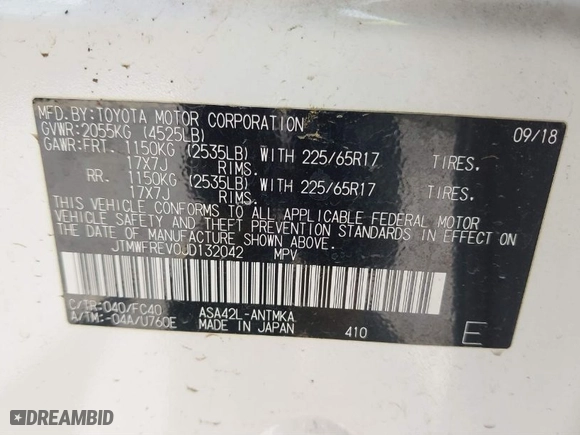 MFD.BY:TOYOTA MOTOR CORPORATION 09/18
GVWR:2055KG (4525LB)
GAWR:FRT. 1150KG (2535LB) WITH 225/65R17 TIRES.
17X7J RIMS.
RR. 1150KG (2535LB) WITH 225/65R17 TIRES.
17X7J RIMS.
THIS VEHICLE CONFORMS TO ALL APPLICABLE FEDERAL MOTOR
VEHICLE SAFETY AND THEFT PREVENTION STANDARDS IN EFFECT ON
THE DATE OF MANUFACTURE SHOWN ABOVE.
JTMWFREV0JD132042 MPV
C/TR:040/FC40 ASA42L-ANTMKA
A/TM:-04A/U760E MADE IN JAPAN 410 E
DREAMBID